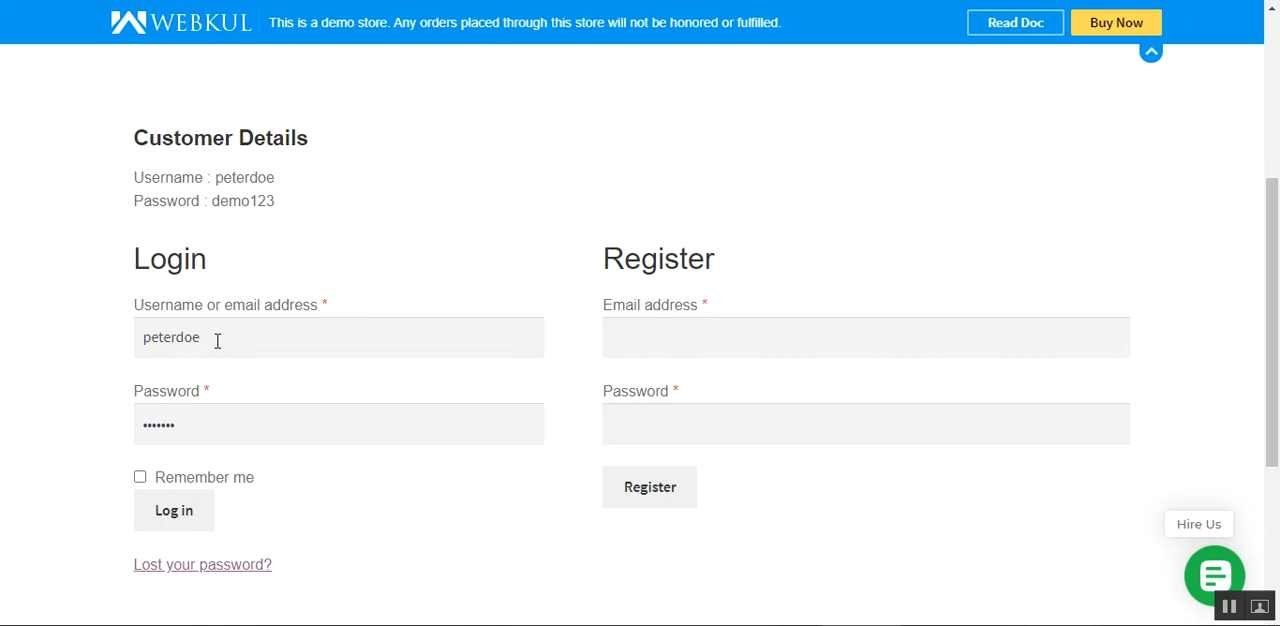 WEBKUL This is a demo store. Any orders placed through this store will not be honored or fulfilled. Read Doc Buy Now
Customer Details
Username : peterdoe
Password : demo123
Login
Username or email address *
peterdoe
Password *
•••••••
Remember me
Log in
Lost your password?
Register
Email address *
Password *
Register
Hire Us